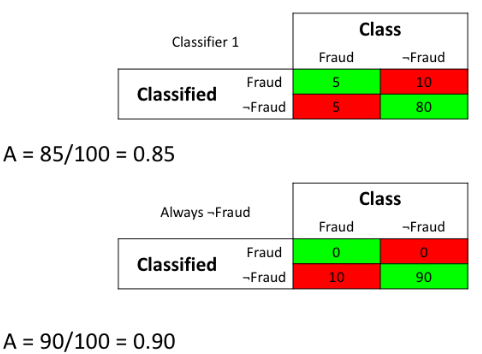 Classifier 1
Class
Fraud ¬Fraud
Classified
Fraud 5 10
¬Fraud 5 80
A = 85/100 = 0.85
Always ¬Fraud
Class
Fraud ¬Fraud
Classified
Fraud 0 0
¬Fraud 10 90
A = 90/100 = 0.90